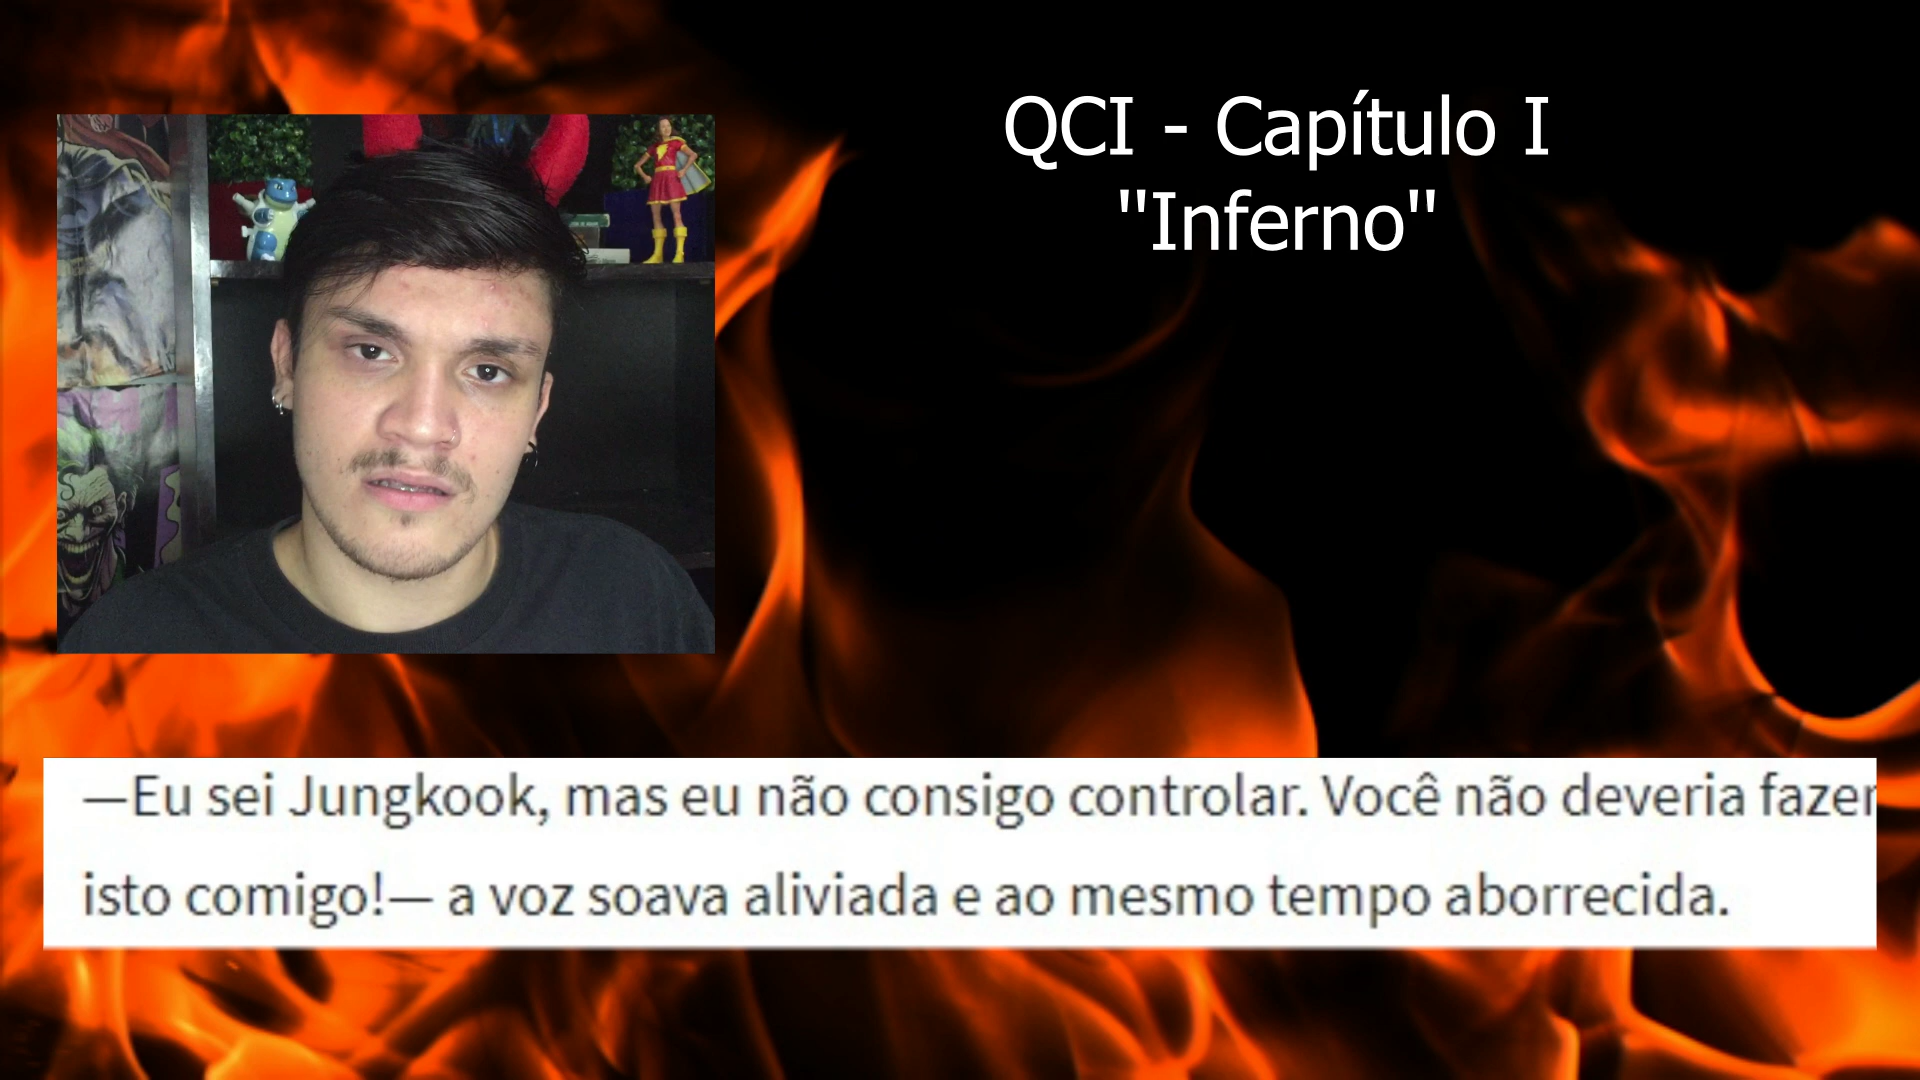 QCI - Capítulo I
"Inferno"
—Eu sei Jungkook, mas eu não consigo controlar. Você não deveria fazer
isto comigo!— a voz soava aliviada e ao mesmo tempo aborrecida.